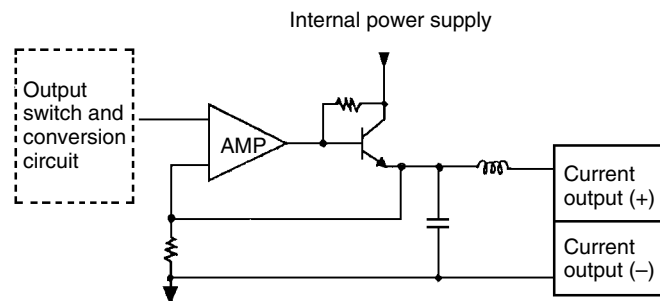 Internal power supply
Output
switch and
conversion
circuit
AMP
Current
output (+)
Current
output (–)